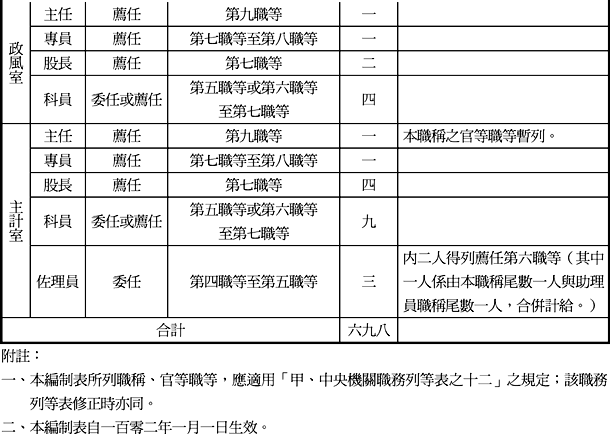 政風室
主任 薦任 第九職等 一
專員 薦任 第七職等至第八職等 一
股長 薦任 第七職等 二
科員 委任或薦任 第五職等或第六職等至第七職等 四
主計室
主任 薦任 第九職等 一 本職稱之官等職等暫列。
專員 薦任 第七職等至第八職等 一
股長 薦任 第七職等 四
科員 委任或薦任 第五職等或第六職等至第七職等 九
佐理員 委任 第四職等至第五職等 三 內二人得列薦任第六職等（其中
一人係由本職稱尾數一人與助理
員職稱尾數一人，合併計給。）
合計 六九八
附註：
一、本編制表所列職稱、官等職等，應適用「甲、中央機關職務列等表之十二」之規定；該職務
列等表修正時亦同。
二、本編制表自一百零二年一月一日生效。